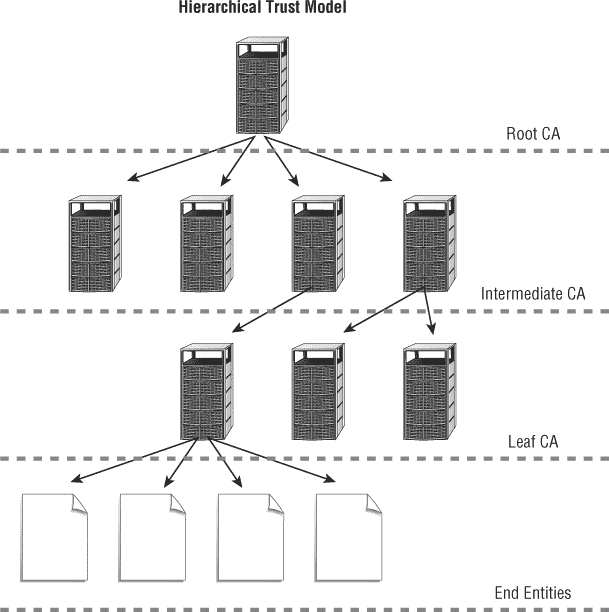 Hierarchical Trust Model
Root CA
Intermediate CA
Leaf CA
End Entities